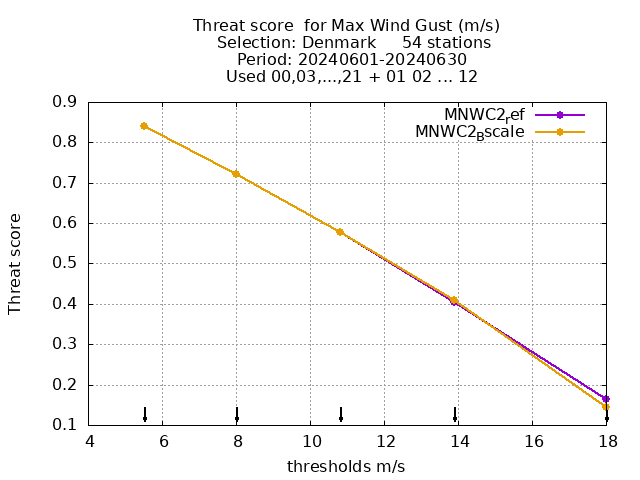 Threat score  for Max Wind Gust (m/s)
Selection: Denmark     54 stations
Period: 20240601-20240630
Used 00,03,...,21 + 01 02 ... 12
MNWC2ref
MNWC2Bscale
0.9
0.8
0.7
0.6
0.5
0.4
0.3
0.2
0.1
Threat score
4 6 8 10 12 14 16 18
thresholds m/s